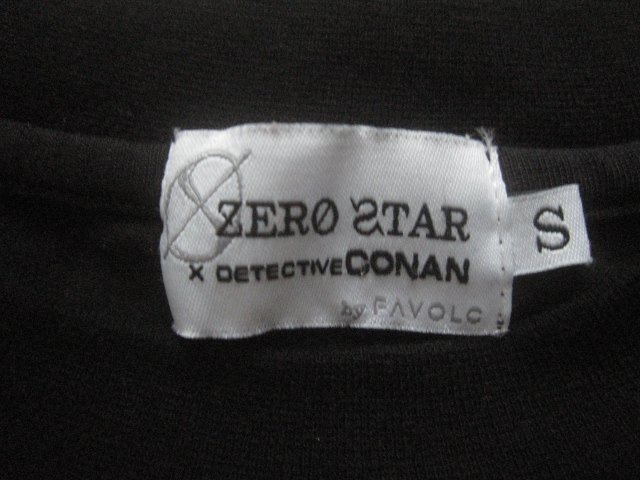 ZERØ STAR
x DETECTIVE CONAN
by FAVOLC
S